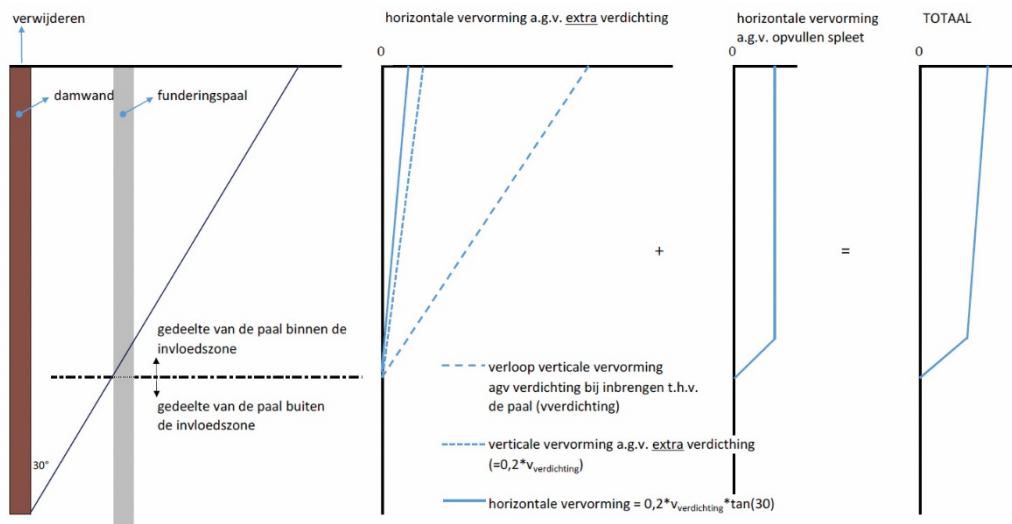 verwijderen
damwand
funderingspaal
gedeelte van de paal binnen de
invloedszone
gedeelte van de paal buiten
de invloedszone
30°
horizontale vervorming a.g.v. extra verdichting
0
verloop verticale vervorming
agv verdichting bij inbrengen t.h.v.
de paal (vverdichting)
verticale vervorming a.g.v. extra verdicthing
(=0,2*vverdichting)
horizontale vervorming = 0,2*vverdichting*tan(30)
+
horizontale vervorming
a.g.v. opvullen spleet
0
=
TOTAAL
0